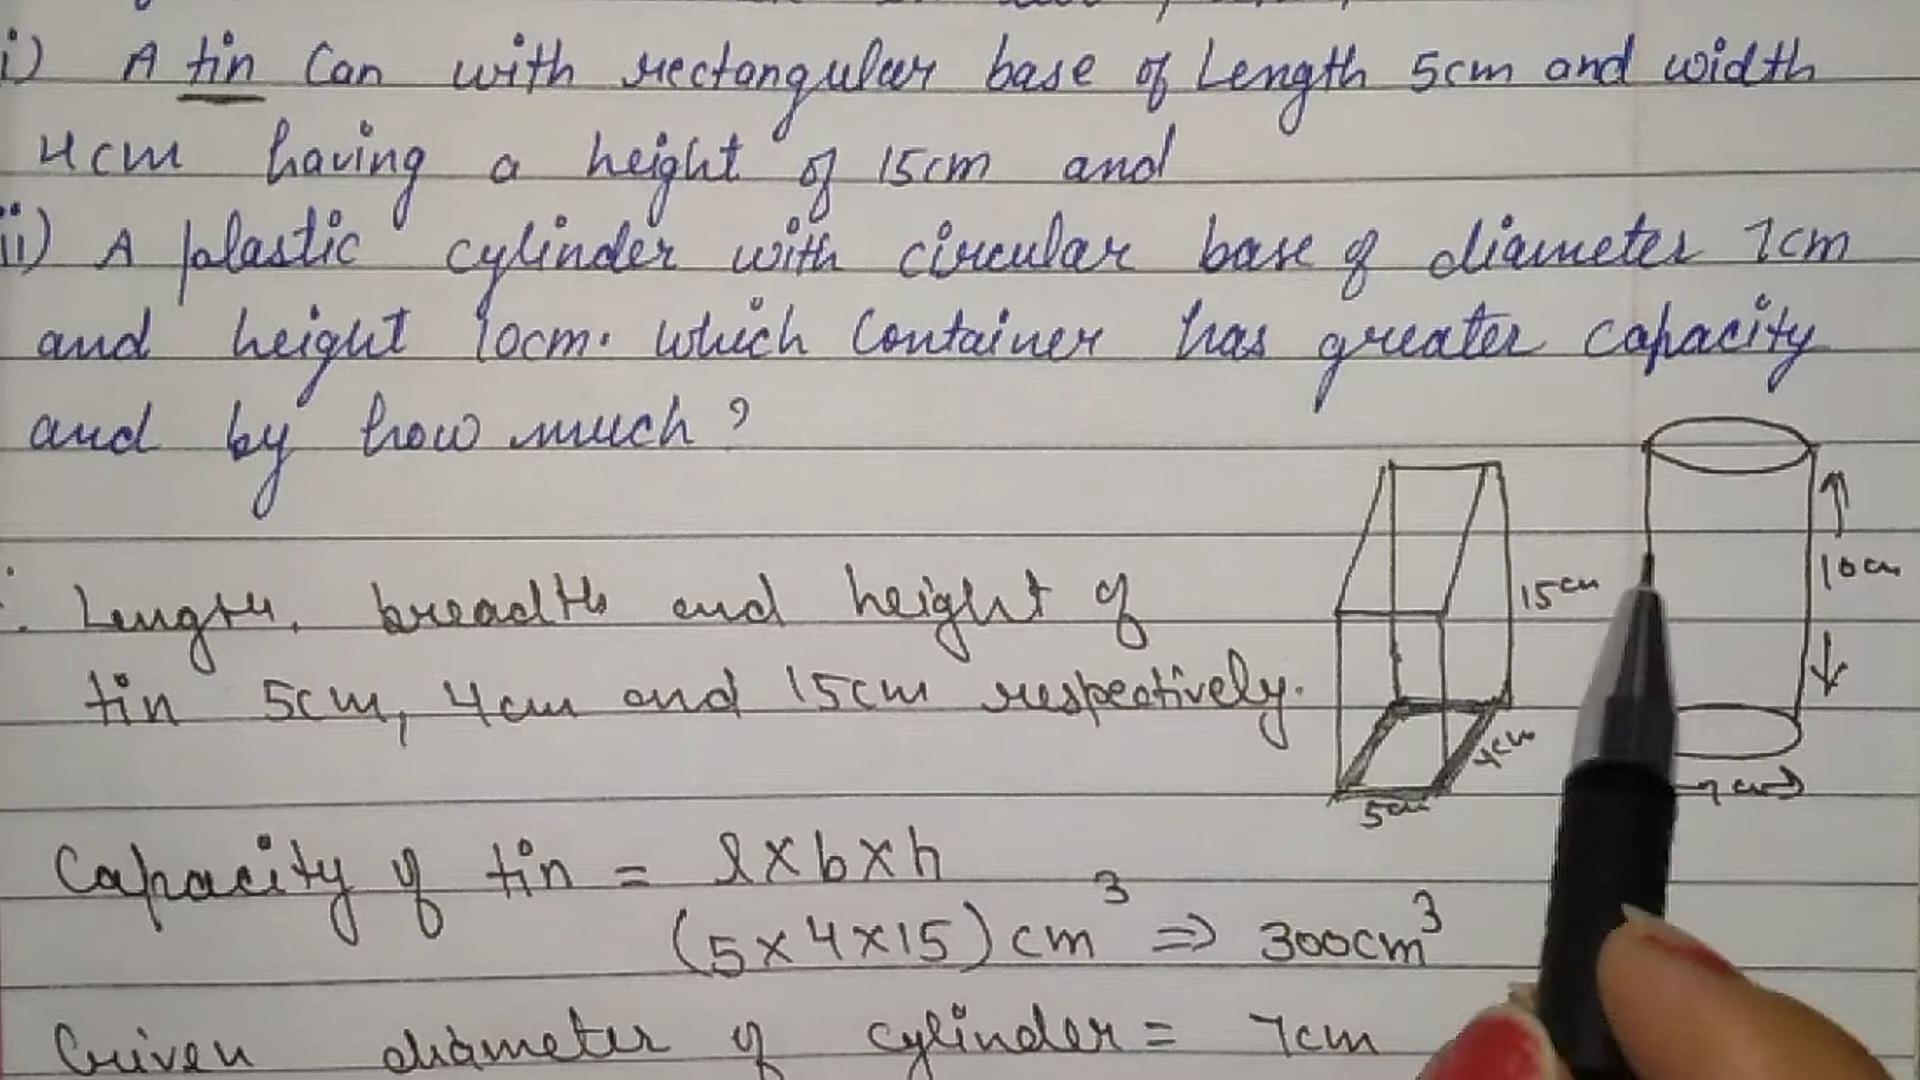 i) A tin Can with rectangular base of Length 5cm and width
4cm having a height of 15cm and
ii) A plastic cylinder with circular base of diameter 7cm
and height 10cm. which Container has greater capacity
and by how much?
Length, breadth and height of
tin 5cm, 4cm and 15cm respectively.
15cm
10cm
4cm
5cm
7cm
Capacity of tin = l×b×h
(5×4×15)cm³ ⇒ 300cm³
Given diameter of cylinder = 7cm